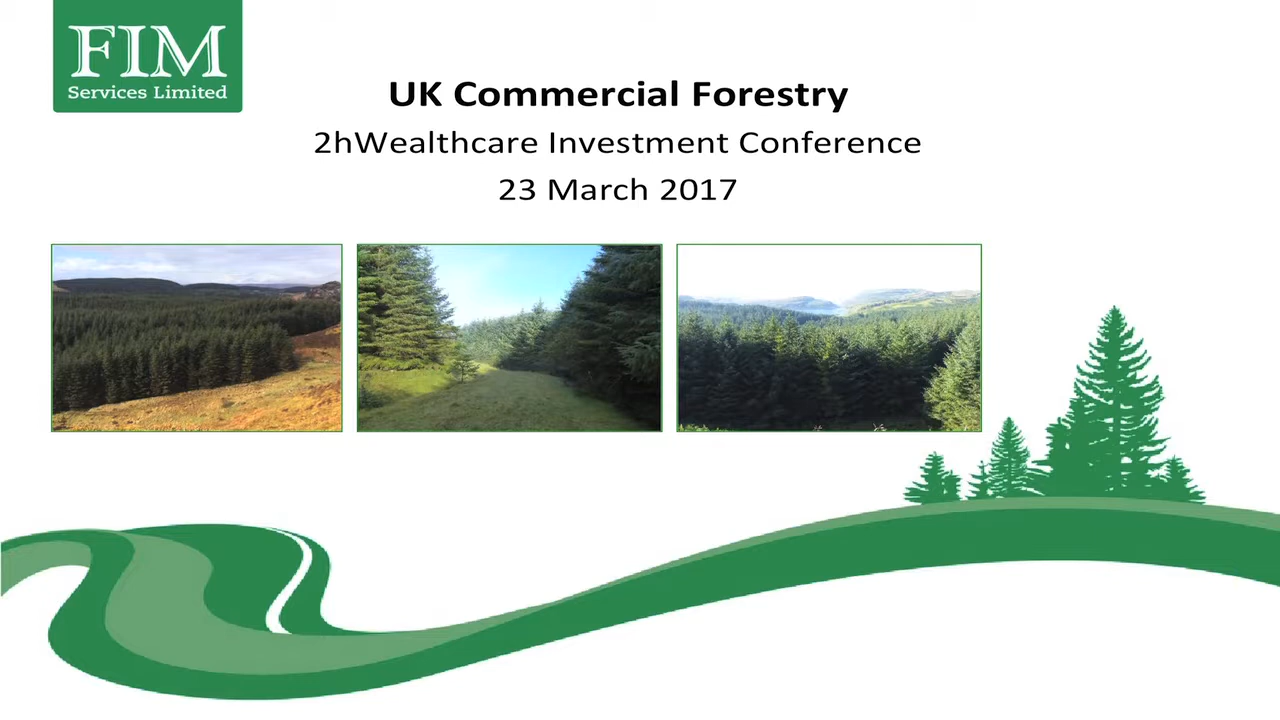 FIM
Services Limited
UK Commercial Forestry
2hWealthcare Investment Conference
23 March 2017